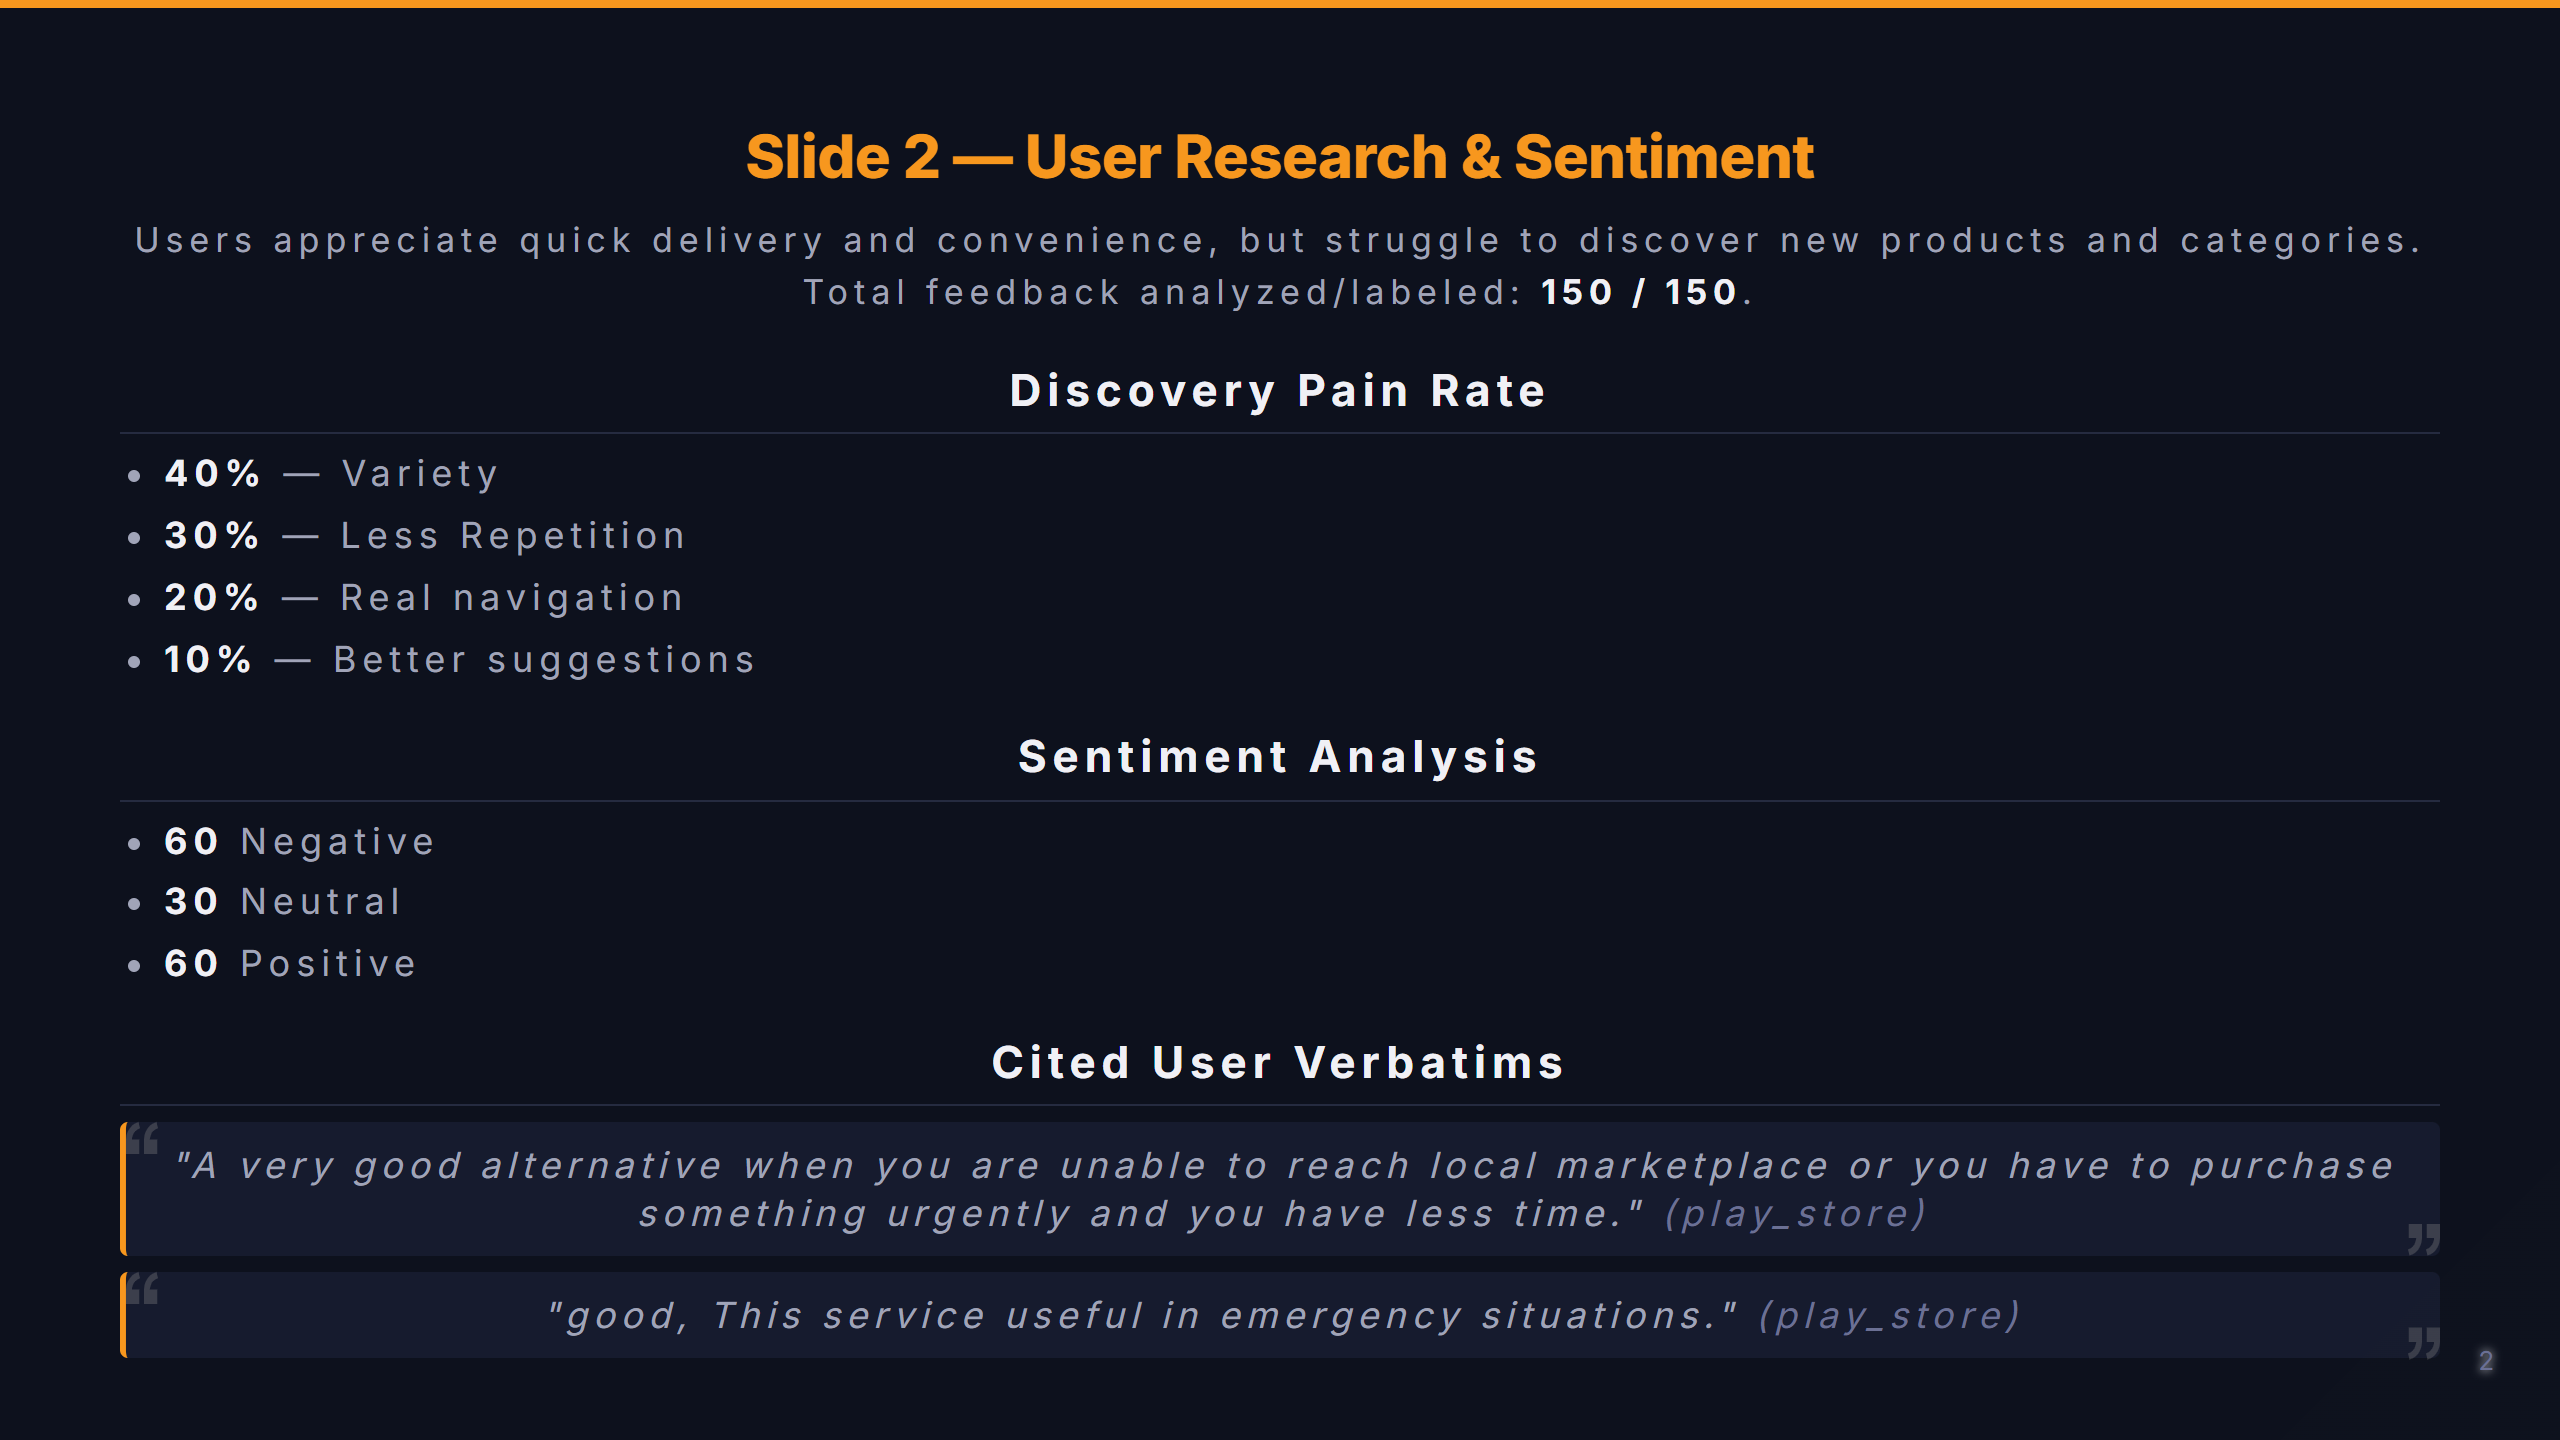 Slide 2 — User Research & Sentiment
Users appreciate quick delivery and convenience, but struggle to discover new products and categories.
Total feedback analyzed/labeled: 150 / 150.
Discovery Pain Rate
• 40% — Variety
• 30% — Less Repetition
• 20% — Real navigation
• 10% — Better suggestions
Sentiment Analysis
• 60 Negative
• 30 Neutral
• 60 Positive
Cited User Verbatims
“
"A very good alternative when you are unable to reach local marketplace or you have to purchase
something urgently and you have less time." (play_store)
”
“
"good, This service useful in emergency situations." (play_store)
”
2